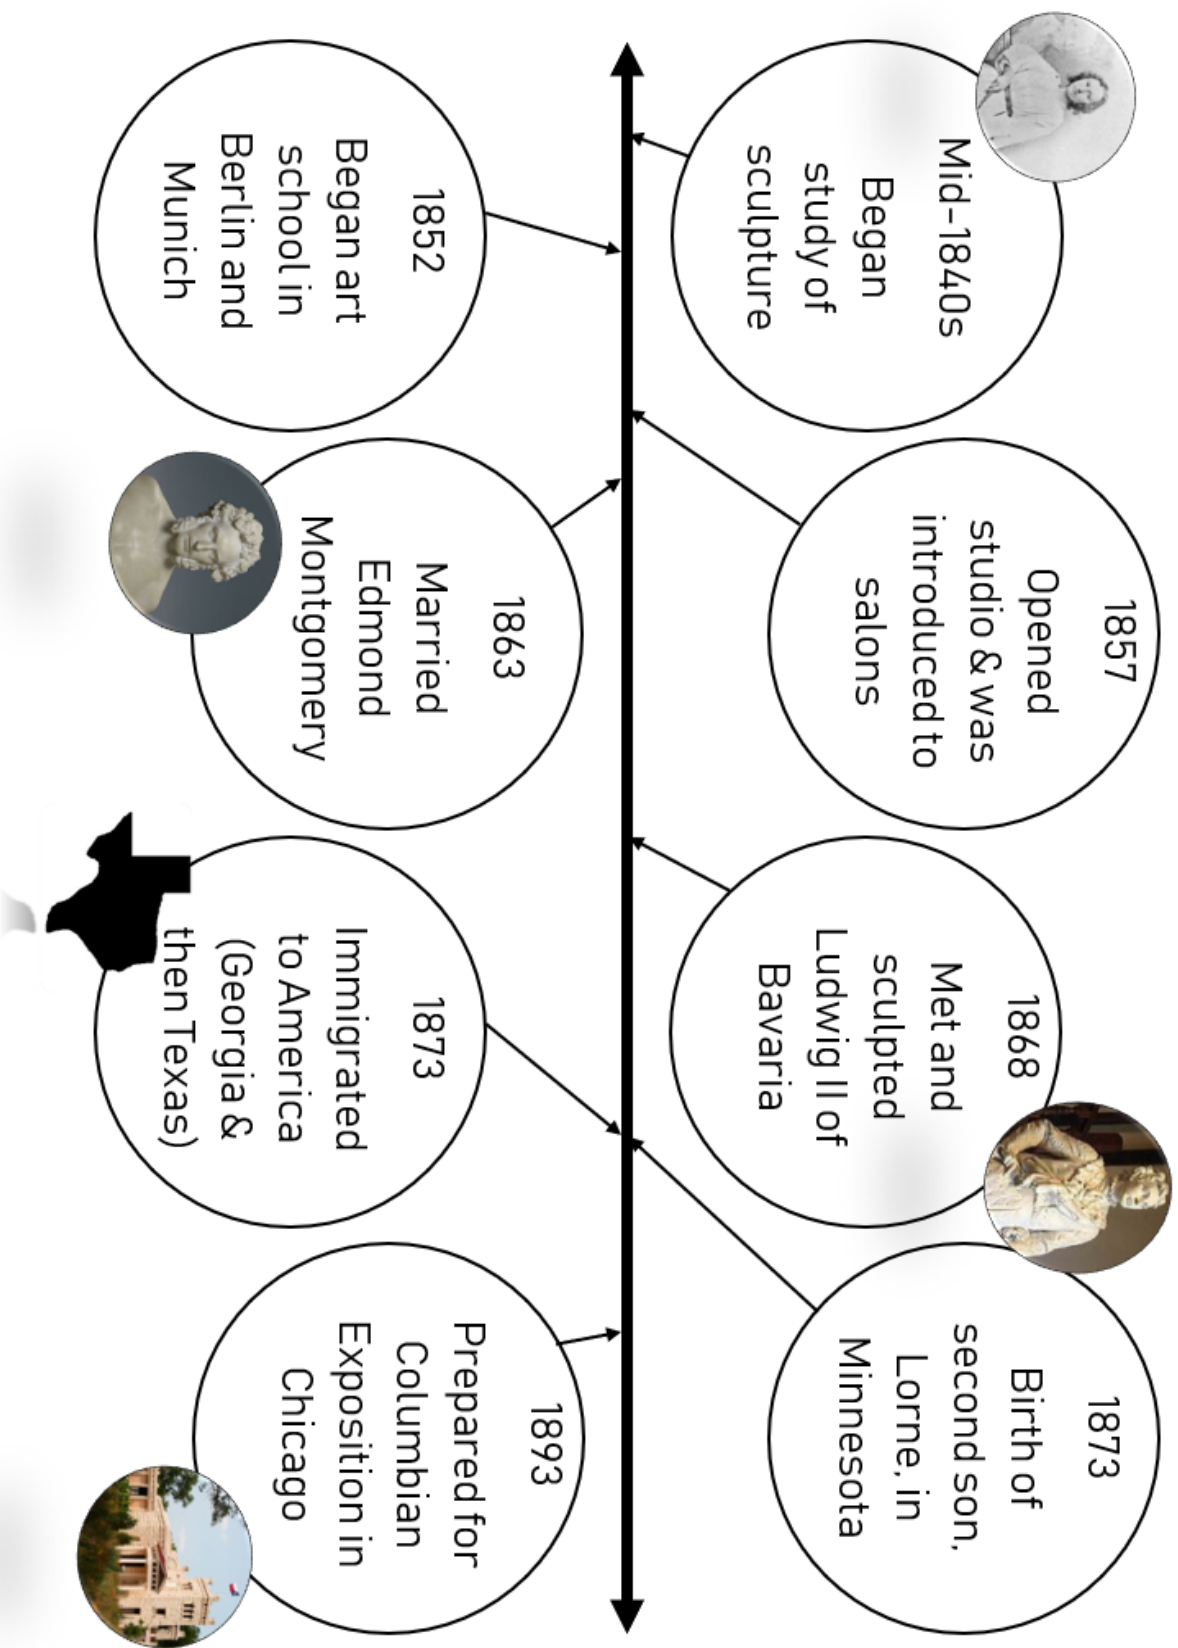 Mid-1840s
Began
study of
sculpture
1857
Opened
studio & was
introduced to
salons
1868
Met and
sculpted
Ludwig II of
Bavaria
1873
Birth of
second son,
Lorne, in
Minnesota
1852
Began art
school in
Berlin and
Munich
1863
Married
Edmond
Montgomery
1873
Immigrated
to America
(Georgia &
then Texas)
1893
Prepared for
Columbian
Exposition in
Chicago